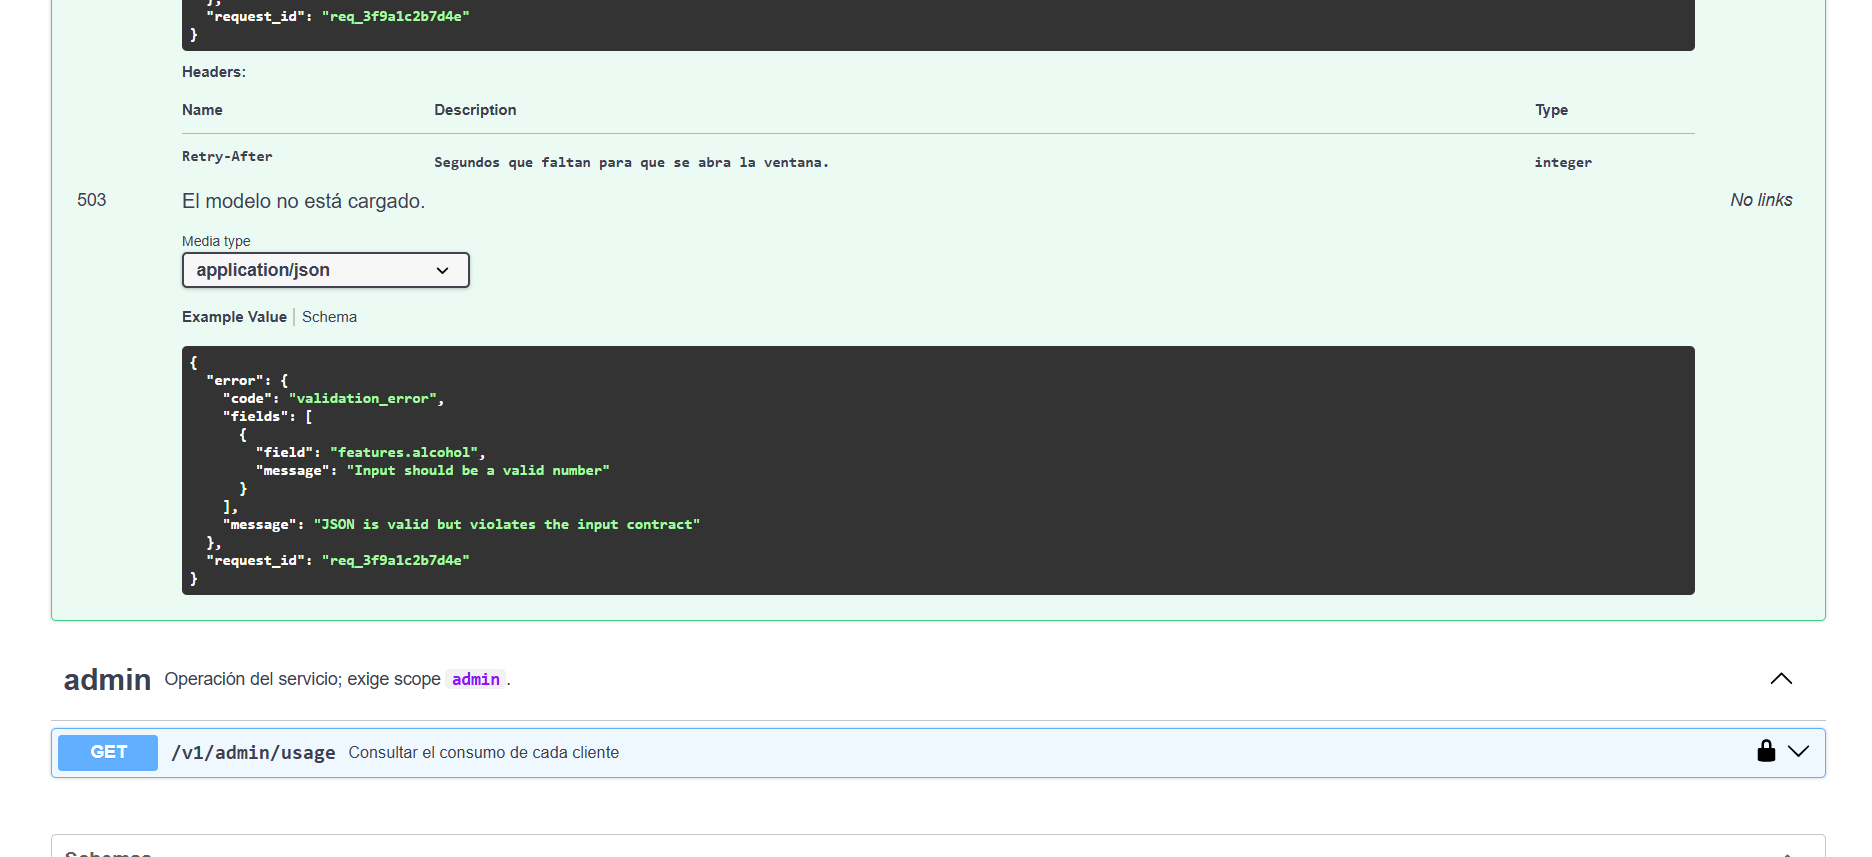 },
"request_id": "req_3f9a1c2b7d4e"
}
Headers:
Name Description Type
Retry-After Segundos que faltan para que se abra la ventana. integer
503 El modelo no está cargado. No links
Media type
application/json
Example Value Schema
{
"error": {
"code": "validation_error",
"fields": [
{
"field": "features.alcohol",
"message": "Input should be a valid number"
}
],
"message": "JSON is valid but violates the input contract"
},
"request_id": "req_3f9a1c2b7d4e"
}
admin Operación del servicio; exige scope admin.
GET /v1/admin/usage Consultar el consumo de cada cliente